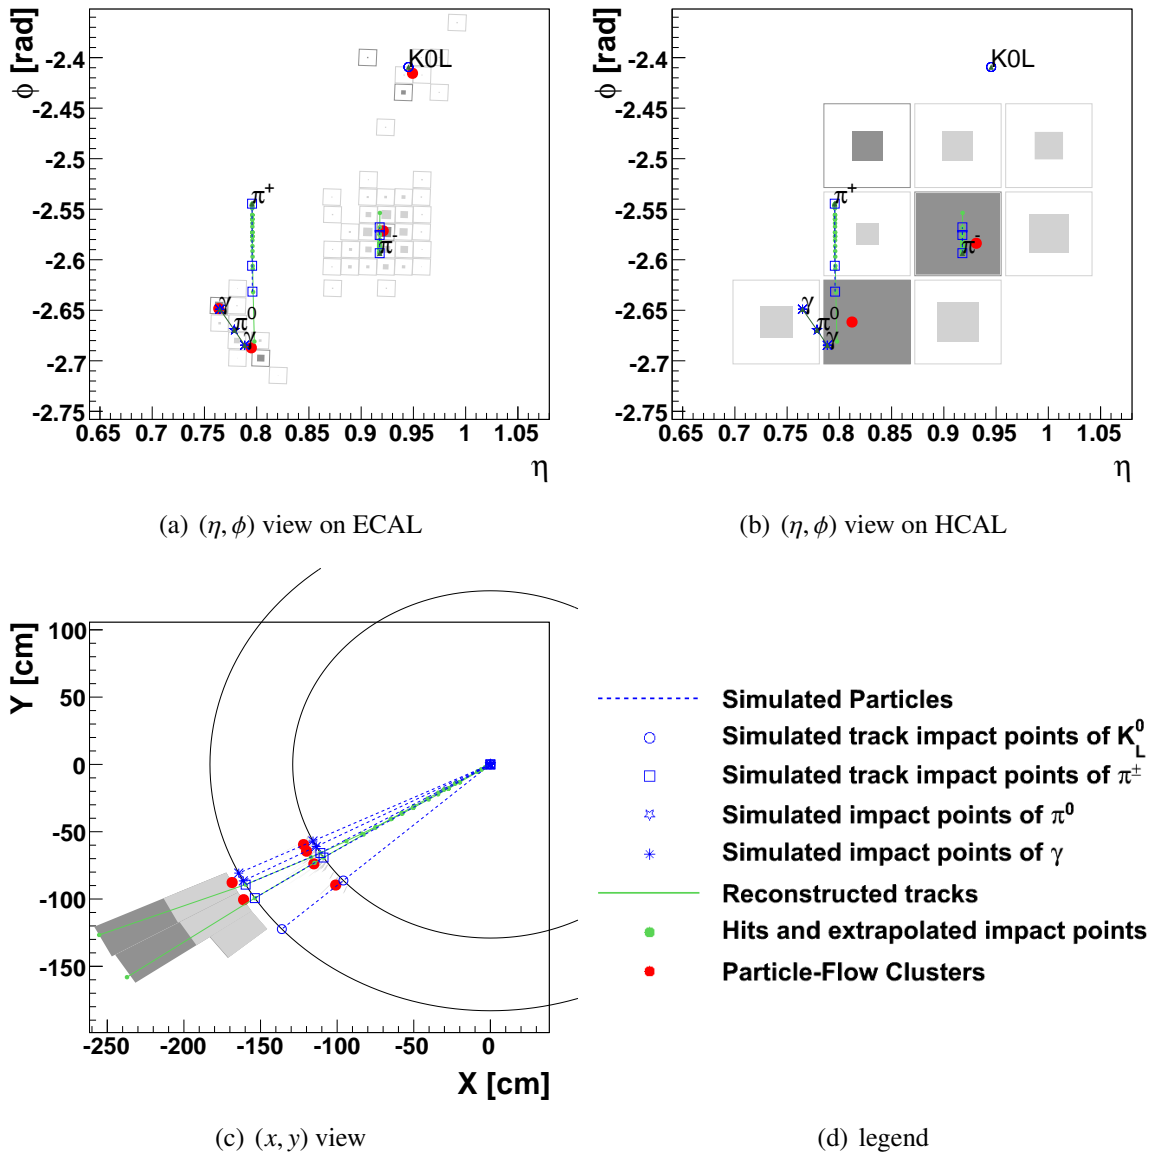 ϕ [rad]
-2.4
-2.45
-2.5
-2.55
-2.6
-2.65
-2.7
-2.75
K0L
π+
π-
γ
π0
γ
0.65 0.7 0.75 0.8 0.85 0.9 0.95 1 1.05
η
(a) (η, ϕ) view on ECAL
ϕ [rad]
-2.4
-2.45
-2.5
-2.55
-2.6
-2.65
-2.7
-2.75
K0L
π+
π-
γ
π0
γ
0.65 0.7 0.75 0.8 0.85 0.9 0.95 1 1.05
η
(b) (η, ϕ) view on HCAL
Y [cm]
100
50
0
-50
-100
-150
-250 -200 -150 -100 -50 0
X [cm]
(c) (x, y) view
Simulated Particles
Simulated track impact points of K0L
Simulated track impact points of π±
Simulated impact points of π0
Simulated impact points of γ
Reconstructed tracks
Hits and extrapolated impact points
Particle-Flow Clusters
(d) legend